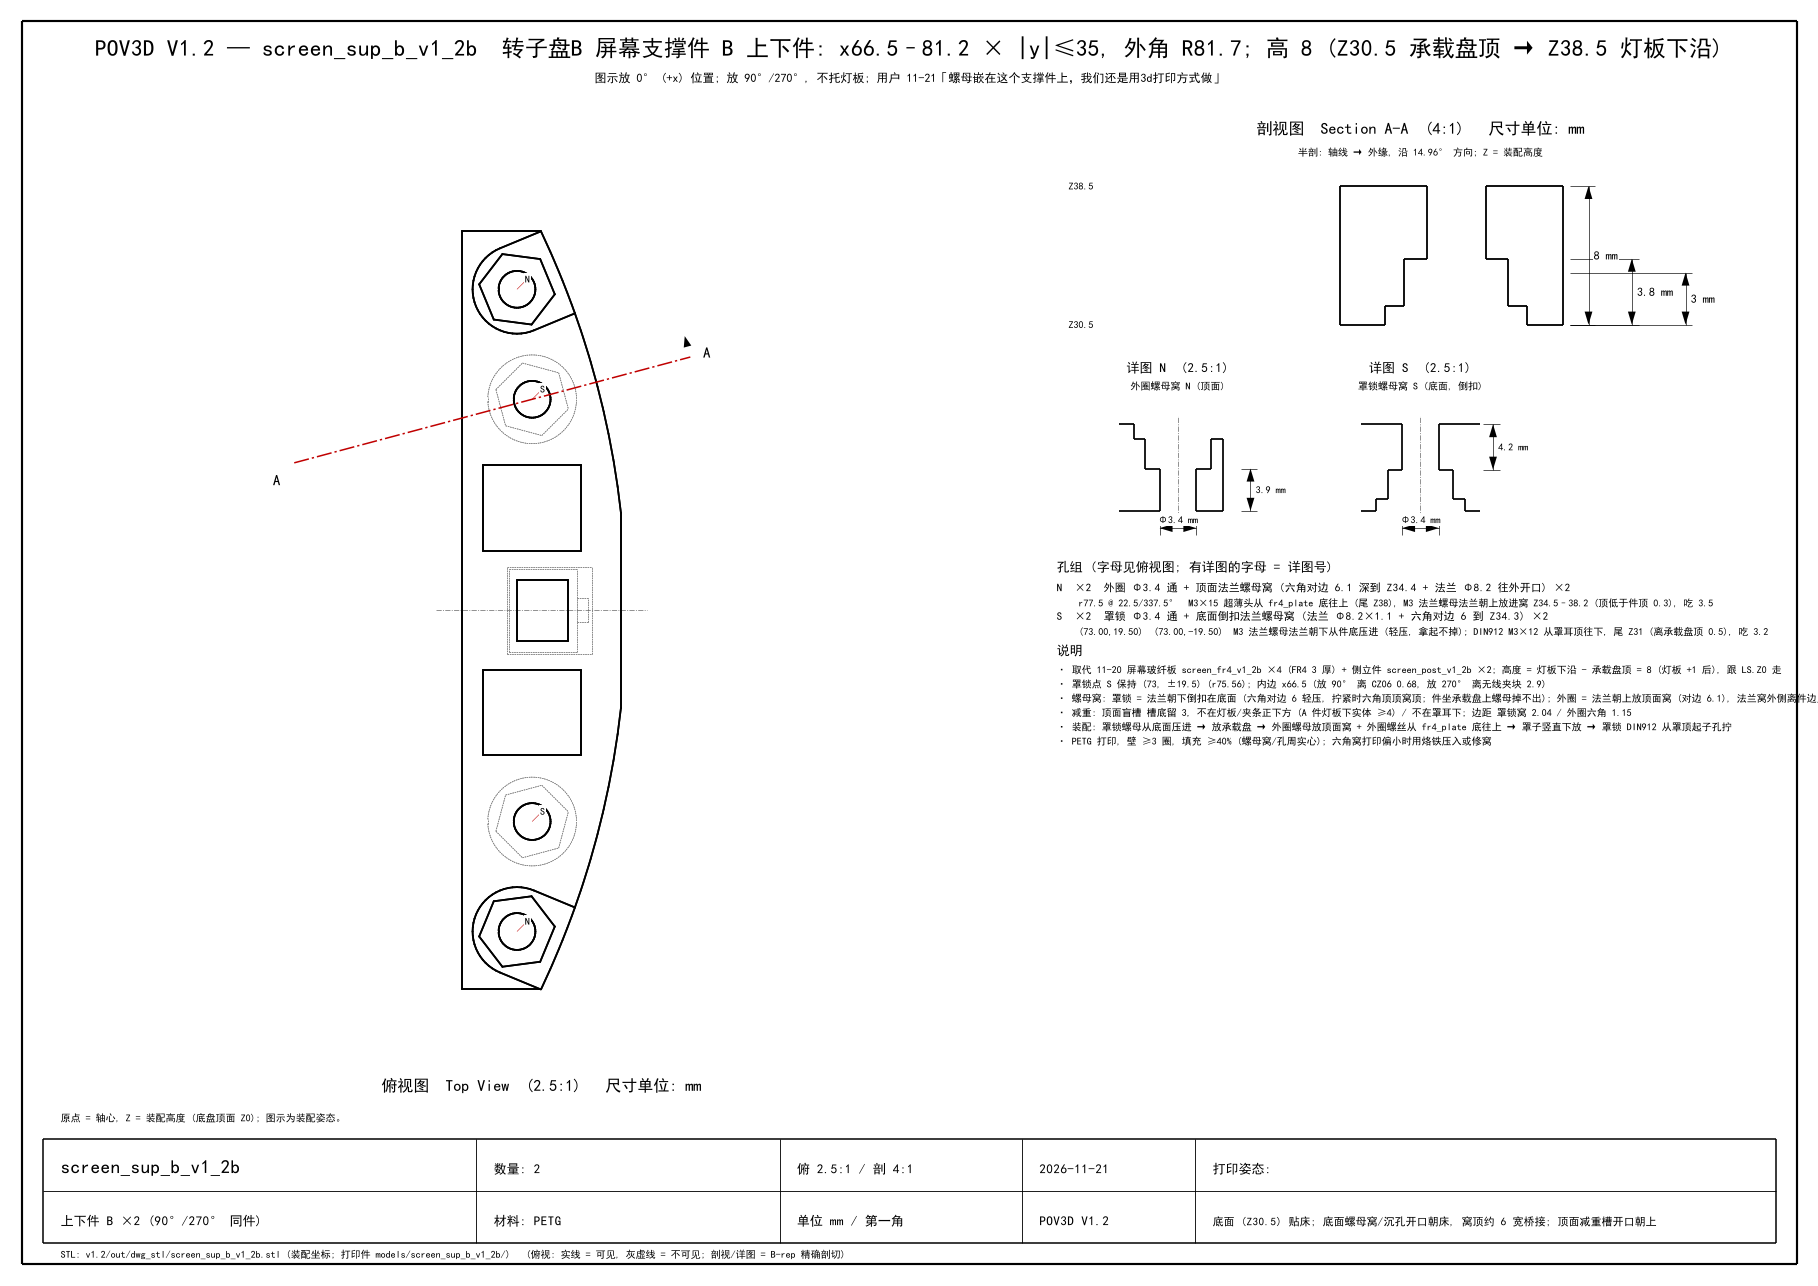 POV3D V1.2 — screen_sup_b_v1_2b  转子盘B 屏幕支撑件 B 上下件: x66.5–81.2 × |y|≤35, 外角 R81.7; 高 8 (Z30.5 承载盘顶 → Z38.5 灯板下沿)
图示放 0° (+x) 位置; 放 90°/270°, 不托灯板; 用户 11-21「螺母嵌在这个支撑件上, 我们还是用3d打印方式做」
剖视图  Section A-A  (4:1)   尺寸单位: mm
半剖: 轴线 → 外缘, 沿 14.96° 方向; Z = 装配高度
Z38.5
8 mm
3.8 mm
3 mm
Z30.5
N
A
S
A
详图 N  (2.5:1)
外圈螺母窝 N (顶面)
详图 S  (2.5:1)
罩锁螺母窝 S (底面, 倒扣)
3.9 mm
Φ3.4 mm
4.2 mm
Φ3.4 mm
S
N
孔组 (字母见俯视图; 有详图的字母 = 详图号)
N  ×2  外圈 Φ3.4 通 + 顶面法兰螺母窝 (六角对边 6.1 深到 Z34.4 + 法兰 Φ8.2 往外开口) ×2
r77.5 @ 22.5/337.5°  M3×15 超薄头从 fr4_plate 底往上 (尾 Z38), M3 法兰螺母法兰朝上放进窝 Z34.5–38.2 (顶低于件顶 0.3), 吃 3.5
S  ×2  罩锁 Φ3.4 通 + 底面倒扣法兰螺母窝 (法兰 Φ8.2×1.1 + 六角对边 6 到 Z34.3) ×2
(73.00,19.50) (73.00,-19.50)  M3 法兰螺母法兰朝下从件底压进 (轻压, 拿起不掉); DIN912 M3×12 从罩耳顶往下, 尾 Z31 (离承载盘顶 0.5), 吃 3.2
说明
· 取代 11-20 屏幕玻纤板 screen_fr4_v1_2b ×4 (FR4 3 厚) + 侧立件 screen_post_v1_2b ×2; 高度 = 灯板下沿 - 承载盘顶 = 8 (灯板 +1 后), 跟 LS.Z0 走
· 罩锁点 S 保持 (73, ±19.5) (r75.56); 内边 x66.5 (放 90° 离 CZ06 0.68, 放 270° 离无线夹块 2.9)
· 螺母窝: 罩锁 = 法兰朝下倒扣在底面 (六角对边 6 轻压, 拧紧时六角顶顶窝顶; 件坐承载盘上螺母掉不出); 外圈 = 法兰朝上放顶面窝 (对边 6.1), 法兰窝外侧离件边
· 减重: 顶面盲槽 槽底留 3, 不在灯板/夹条正下方 (A 件灯板下实体 ≥4) / 不在罩耳下; 边距 罩锁窝 2.04 / 外圈六角 1.15
· 装配: 罩锁螺母从底面压进 → 放承载盘 → 外圈螺母放顶面窝 + 外圈螺丝从 fr4_plate 底往上 → 罩子竖直下放 → 罩锁 DIN912 从罩顶起子孔拧
· PETG 打印, 壁 ≥3 圈, 填充 ≥40% (螺母窝/孔周实心); 六角窝打印偏小时用烙铁压入或修窝
俯视图  Top View  (2.5:1)   尺寸单位: mm
原点 = 轴心, Z = 装配高度 (底盘顶面 Z0); 图示为装配姿态。
screen_sup_b_v1_2b
数量: 2
俯 2.5:1 / 剖 4:1
2026-11-21
打印姿态:
上下件 B ×2 (90°/270° 同件)
材料: PETG
单位 mm / 第一角
POV3D V1.2
底面 (Z30.5) 贴床; 底面螺母窝/沉孔开口朝床, 窝顶约 6 宽桥接; 顶面减重槽开口朝上
STL: v1.2/out/dwg_stl/screen_sup_b_v1_2b.stl (装配坐标; 打印件 models/screen_sup_b_v1_2b/)   (俯视: 实线 = 可见, 灰虚线 = 不可见; 剖视/详图 = B-rep 精确剖切)